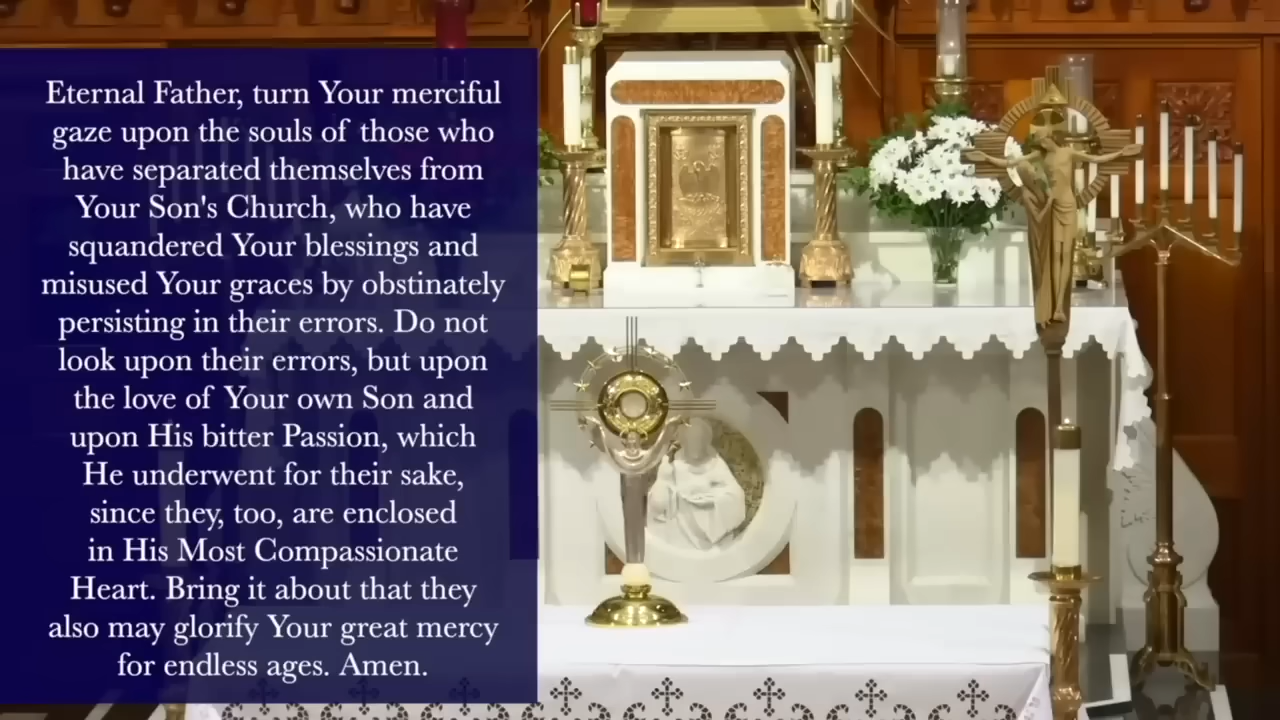 Eternal Father, turn Your merciful
gaze upon the souls of those who
have separated themselves from
Your Son's Church, who have
squandered Your blessings and
misused Your graces by obstinately
persisting in their errors. Do not
look upon their errors, but upon
the love of Your own Son and
upon His bitter Passion, which
He underwent for their sake,
since they, too, are enclosed
in His Most Compassionate
Heart. Bring it about that they
also may glorify Your great mercy
for endless ages. Amen.